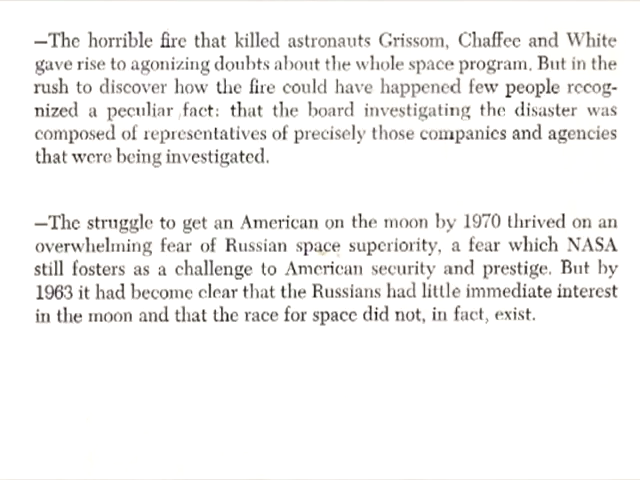 —The horrible fire that killed astronauts Grissom, Chaffee and White
gave rise to agonizing doubts about the whole space program. But in the
rush to discover how the fire could have happened few people recog-
nized a peculiar fact: that the board investigating the disaster was
composed of representatives of precisely those companies and agencies
that were being investigated.
—The struggle to get an American on the moon by 1970 thrived on an
overwhelming fear of Russian space superiority, a fear which NASA
still fosters as a challenge to American security and prestige. But by
1963 it had become clear that the Russians had little immediate interest
in the moon and that the race for space did not, in fact, exist.